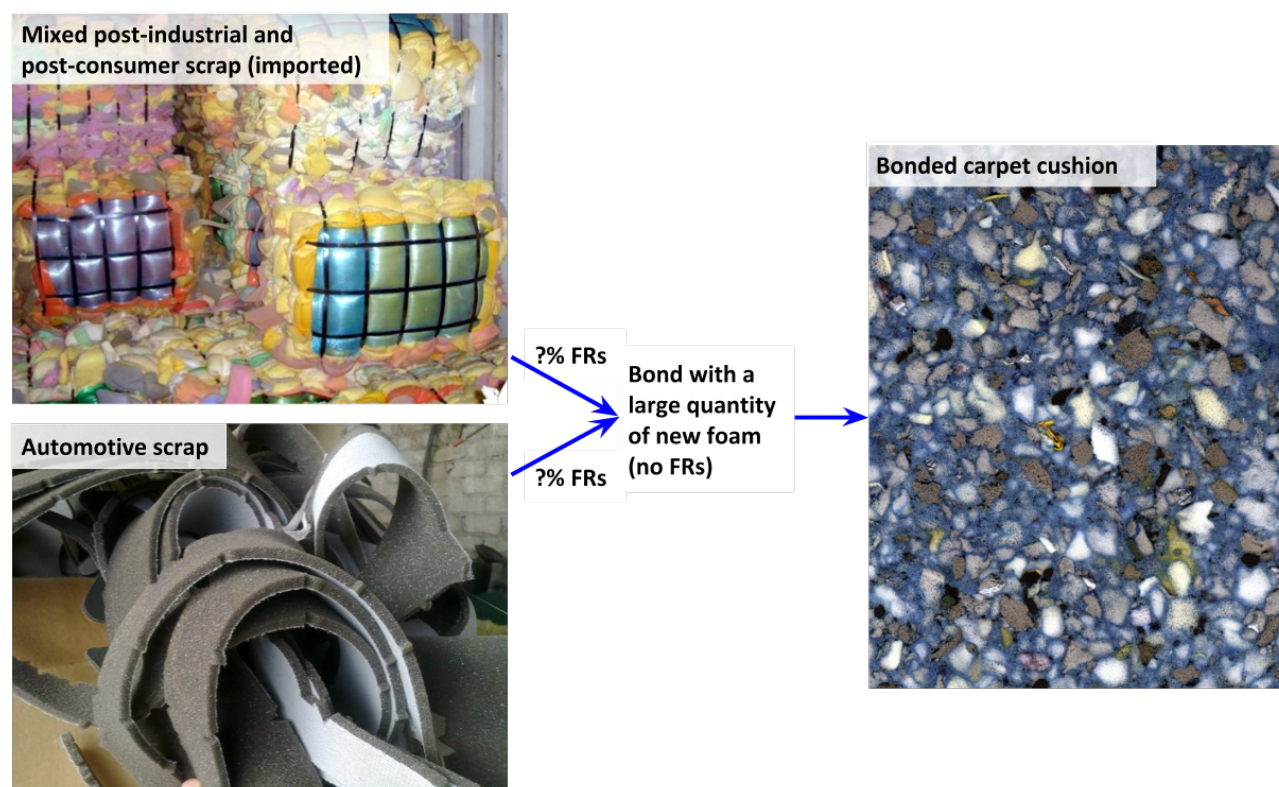 Mixed post-industrial and
post-consumer scrap (imported)
Bonded carpet cushion
?% FRs
Bond with a
large quantity
of new foam
(no FRs)
Automotive scrap
?% FRs